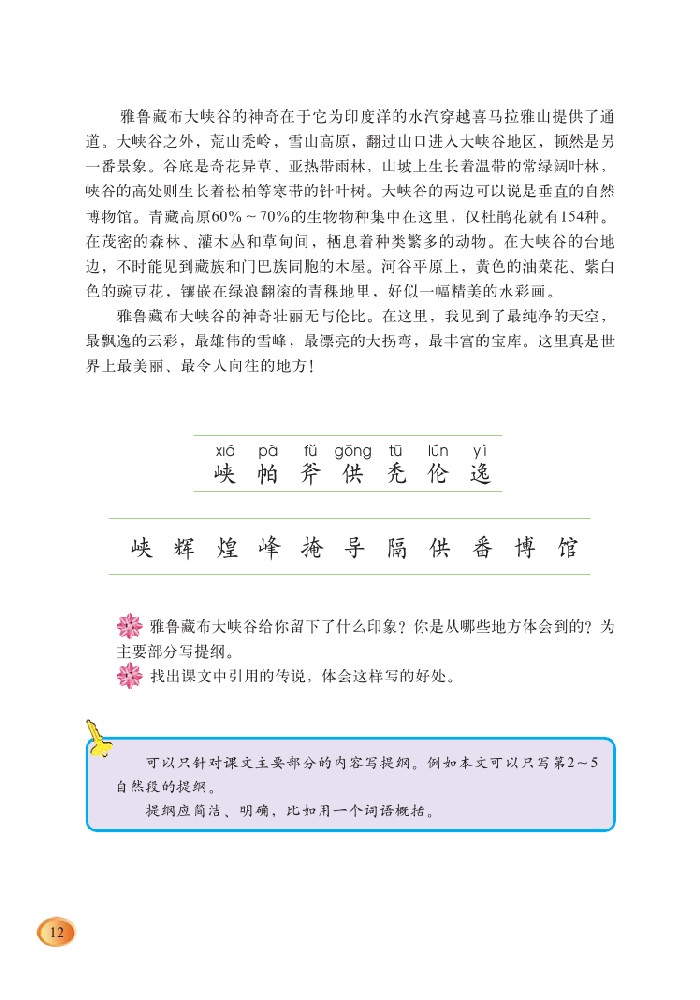 雅鲁藏布大峡谷的神奇在于它为印度洋的水汽穿越喜马拉雅山提供了通
道。大峡谷之外，荒山秃岭，雪山高原，翻过山口进入大峡谷地区，顿然是另
一番景象。谷底是奇花异草、亚热带雨林，山坡上生长着温带的常绿阔叶林，
峡谷的高处则生长着松柏等寒带的针叶树。大峡谷的两边可以说是垂直的自然
博物馆。青藏高原60%～70%的生物物种集中在这里，仅杜鹃花就有154种。
在茂密的森林、灌木丛和草甸间，栖息着种类繁多的动物。在大峡谷的台地
边，不时能见到藏族和门巴族同胞的木屋。河谷平原上，黄色的油菜花、紫白
色的豌豆花，镶嵌在绿浪翻滚的青稞地里，好似一幅精美的水彩画。
雅鲁藏布大峡谷的神奇壮丽无与伦比。在这里，我见到了最纯净的天空，
最飘逸的云彩，最雄伟的雪峰，最漂亮的大拐弯，最丰富的宝库。这里真是世
界上最美丽、最令人向往的地方！
xiá pà fǔ gōng tū lún yì
峡 帕 斧 供 秃 伦 逸
峡 辉 煌 峰 掩 导 隔 供 番 博 馆
雅鲁藏布大峡谷给你留下了什么印象？你是从哪些地方体会到的？为
主要部分写提纲。
找出课文中引用的传说，体会这样写的好处。
可以只针对课文主要部分的内容写提纲。例如本文可以只写第2～5
自然段的提纲。
提纲应简洁、明确，比如用一个词语概括。
12